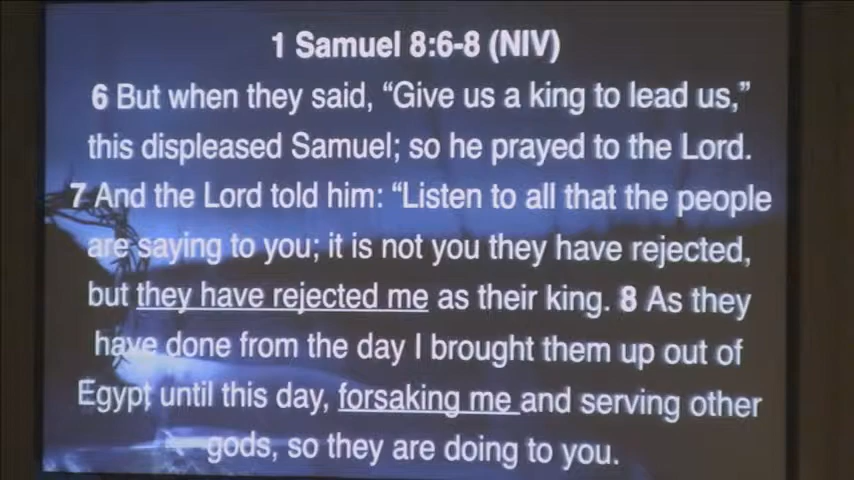 1 Samuel 8:6-8 (NIV)
6 But when they said, “Give us a king to lead us,”
this displeased Samuel; so he prayed to the Lord.
7 And the Lord told him: “Listen to all that the people
are saying to you; it is not you they have rejected,
but they have rejected me as their king. 8 As they
have done from the day I brought them up out of
Egypt until this day, forsaking me and serving other
gods, so they are doing to you.